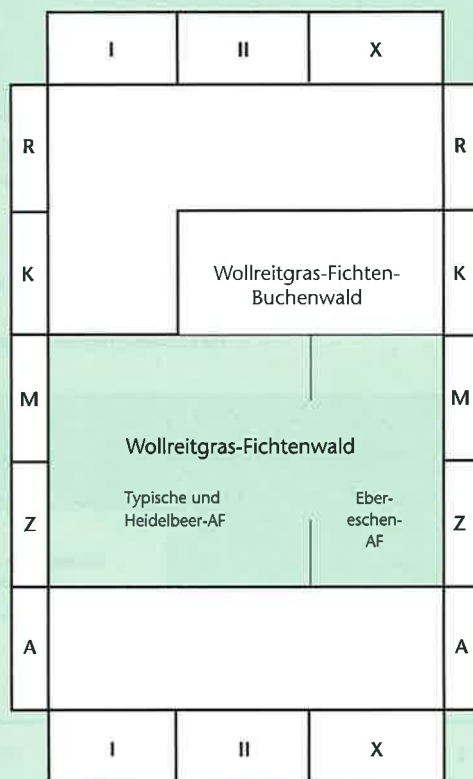 I II X
R R
K Wollreitgras-Fichten- K
Buchenwald
M M
Wollreitgras-Fichtenwald
Typische und Eber-
Z Heidelbeer-AF eschen- Z
AF
A A
I II X